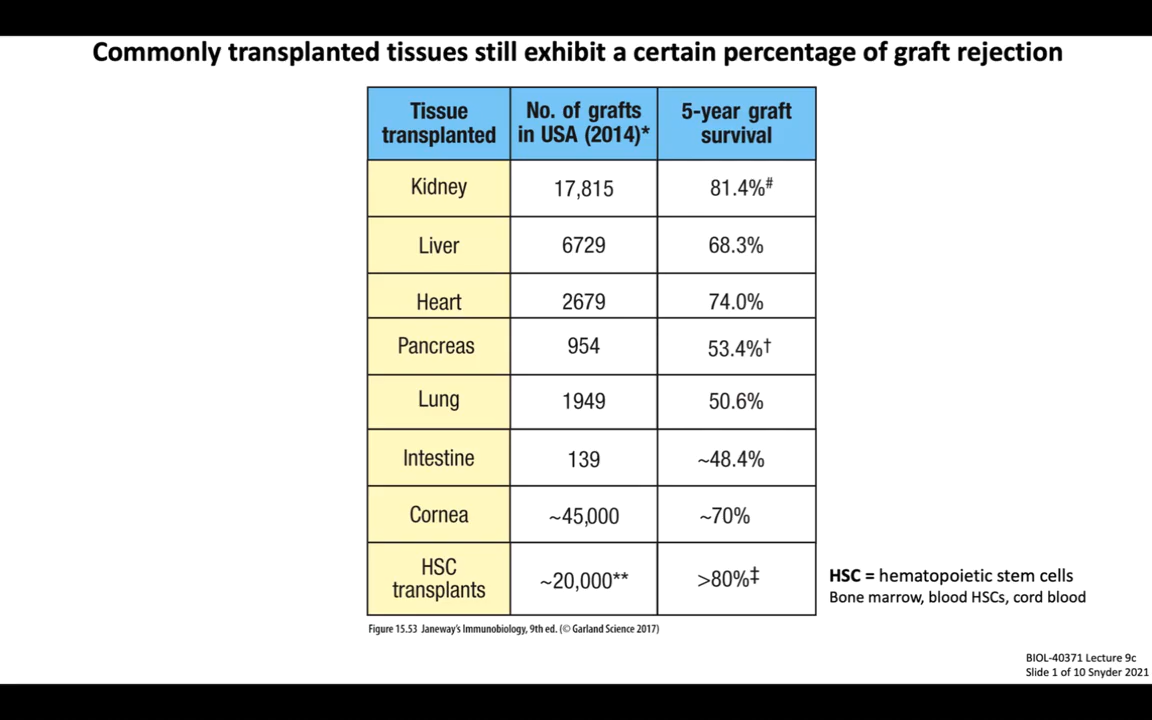 Commonly transplanted tissues still exhibit a certain percentage of graft rejection
Tissue transplanted
No. of grafts in USA (2014)*
5-year graft survival
Kidney 17,815 81.4%#
Liver 6729 68.3%
Heart 2679 74.0%
Pancreas 954 53.4%†
Lung 1949 50.6%
Intestine 139 ~48.4%
Cornea ~45,000 ~70%
HSC transplants ~20,000** >80%‡
HSC = hematopoietic stem cells
Bone marrow, blood HSCs, cord blood
Figure 15.53 Janeway's Immunobiology, 9th ed. (© Garland Science 2017)
BIOL-40371 Lecture 9c
Slide 1 of 10 Snyder 2021